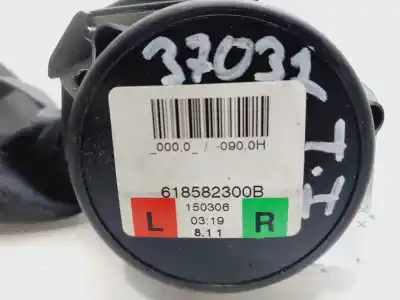 37031
_000,0_ / -090,0H
618582300B
L
150306
03:19
8.11
R
I.I